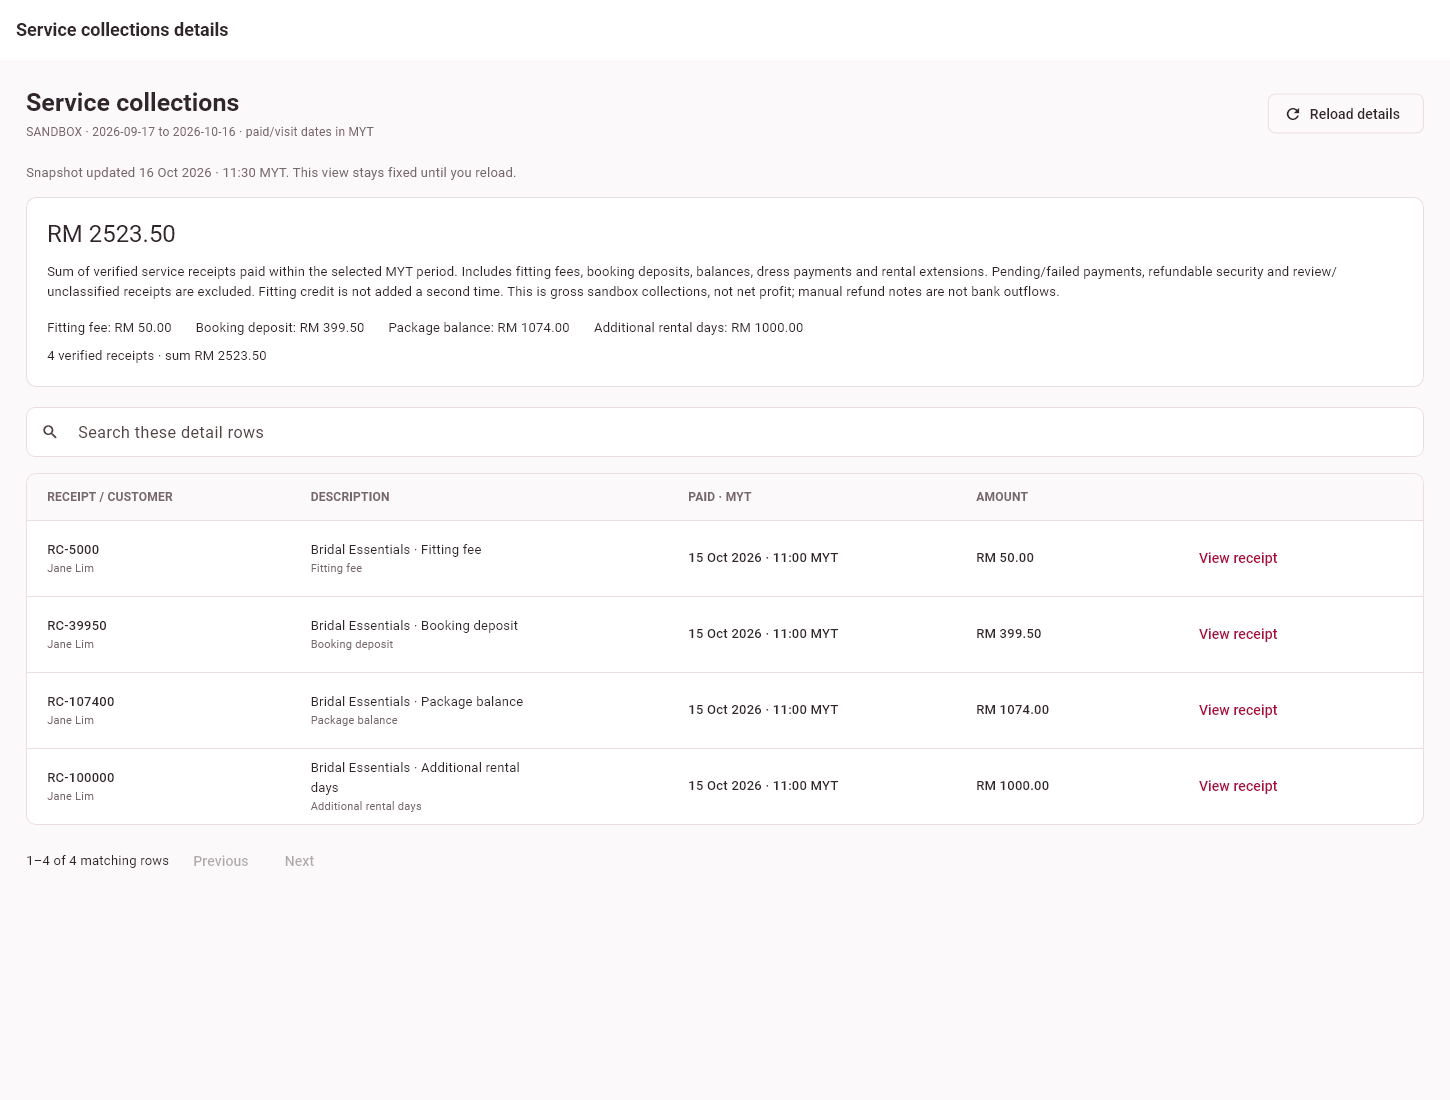 Service collections details
Service collections
SANDBOX · 2026-09-17 to 2026-10-16 · paid/visit dates in MYT
Reload details
Snapshot updated 16 Oct 2026 · 11:30 MYT. This view stays fixed until you reload.
RM 2523.50
Sum of verified service receipts paid within the selected MYT period. Includes fitting fees, booking deposits, balances, dress payments and rental extensions. Pending/failed payments, refundable security and review/
unclassified receipts are excluded. Fitting credit is not added a second time. This is gross sandbox collections, not net profit; manual refund notes are not bank outflows.
Fitting fee: RM 50.00 Booking deposit: RM 399.50 Package balance: RM 1074.00 Additional rental days: RM 1000.00
4 verified receipts · sum RM 2523.50
Search these detail rows
RECEIPT / CUSTOMER DESCRIPTION PAID · MYT AMOUNT
RC-5000 Bridal Essentials · Fitting fee 15 Oct 2026 · 11:00 MYT RM 50.00 View receipt
Jane Lim Fitting fee
RC-39950 Bridal Essentials · Booking deposit 15 Oct 2026 · 11:00 MYT RM 399.50 View receipt
Jane Lim Booking deposit
RC-107400 Bridal Essentials · Package balance 15 Oct 2026 · 11:00 MYT RM 1074.00 View receipt
Jane Lim Package balance
RC-100000 Bridal Essentials · Additional rental 15 Oct 2026 · 11:00 MYT RM 1000.00 View receipt
days
Jane Lim Additional rental days
1–4 of 4 matching rows Previous Next